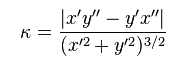 κ = |x′y″ − y′x″| / (x′² + y′²)^{3/2}